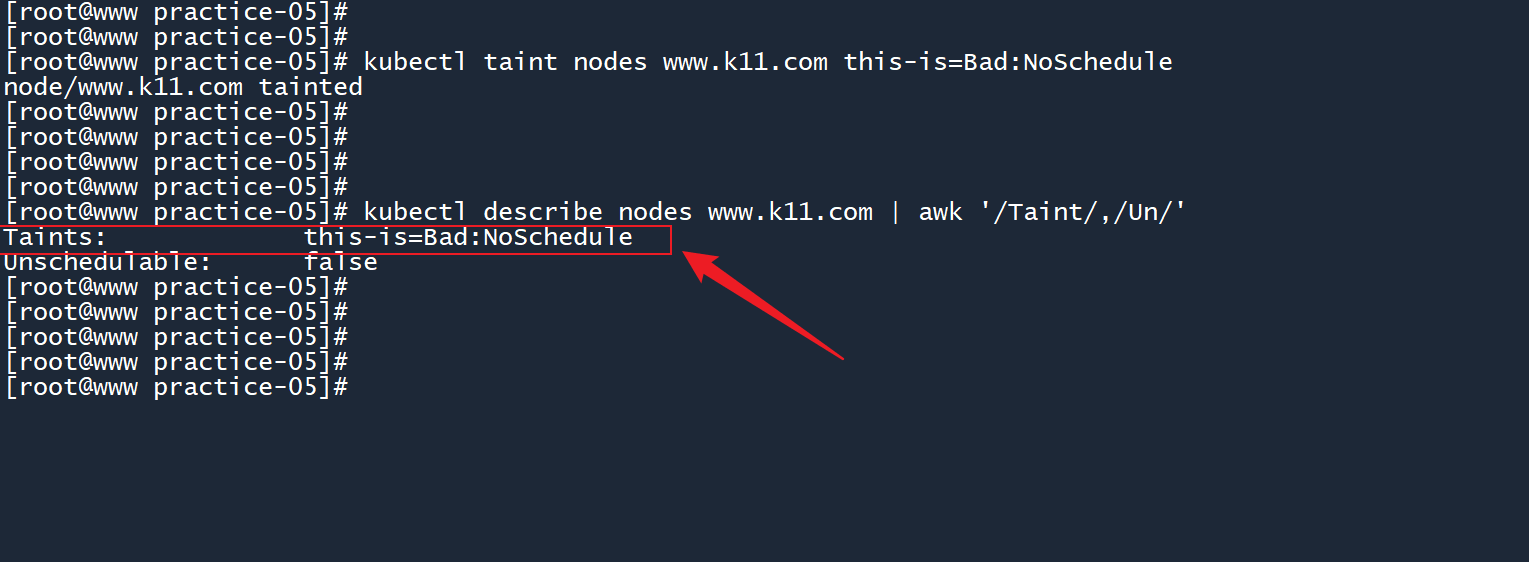 [root@www practice-05]#
[root@www practice-05]#
[root@www practice-05]# kubectl taint nodes www.k11.com this-is=Bad:NoSchedule
node/www.k11.com tainted
[root@www practice-05]#
[root@www practice-05]#
[root@www practice-05]#
[root@www practice-05]#
[root@www practice-05]# kubectl describe nodes www.k11.com | awk '/Taint/,/Un/'
Taints:             this-is=Bad:NoSchedule
Unschedulable:      false
[root@www practice-05]#
[root@www practice-05]#
[root@www practice-05]#
[root@www practice-05]#
[root@www practice-05]#